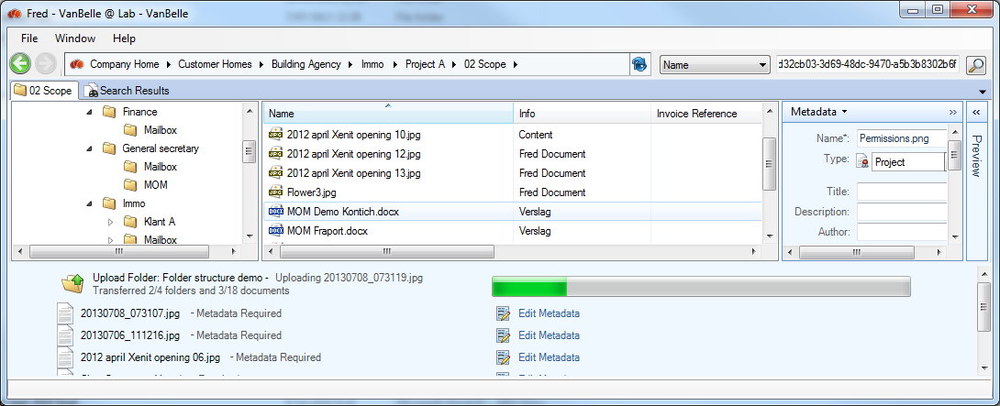 Fred - VanBelle @ Lab - VanBelle
File Window Help
Company Home Customer Homes Building Agency Immo Project A 02 Scope
Name
d32cb03-3d69-48dc-9470-a5b3b8302b6f
02 Scope
Search Results
Finance
Mailbox
General secretary
Mailbox
MOM
Immo
Klant A
Mailbox
Name Info Invoice Reference
2012 april Xenit opening 10.jpg Content
2012 april Xenit opening 12.jpg Fred Document
2012 april Xenit opening 13.jpg Fred Document
Flower3.jpg Fred Document
MOM Demo Kontich.docx Verslag
MOM Fraport.docx Verslag
Metadata
Name*: Permissions.png
Type: Project
Title:
Description:
Author:
Preview
Upload Folder: Folder structure demo - Uploading 20130708_073119.jpg
Transferred 2/4 folders and 3/18 documents
20130708_073107.jpg - Metadata Required Edit Metadata
20130706_111216.jpg - Metadata Required Edit Metadata
2012 april Xenit opening 06.jpg - Metadata Required Edit Metadata